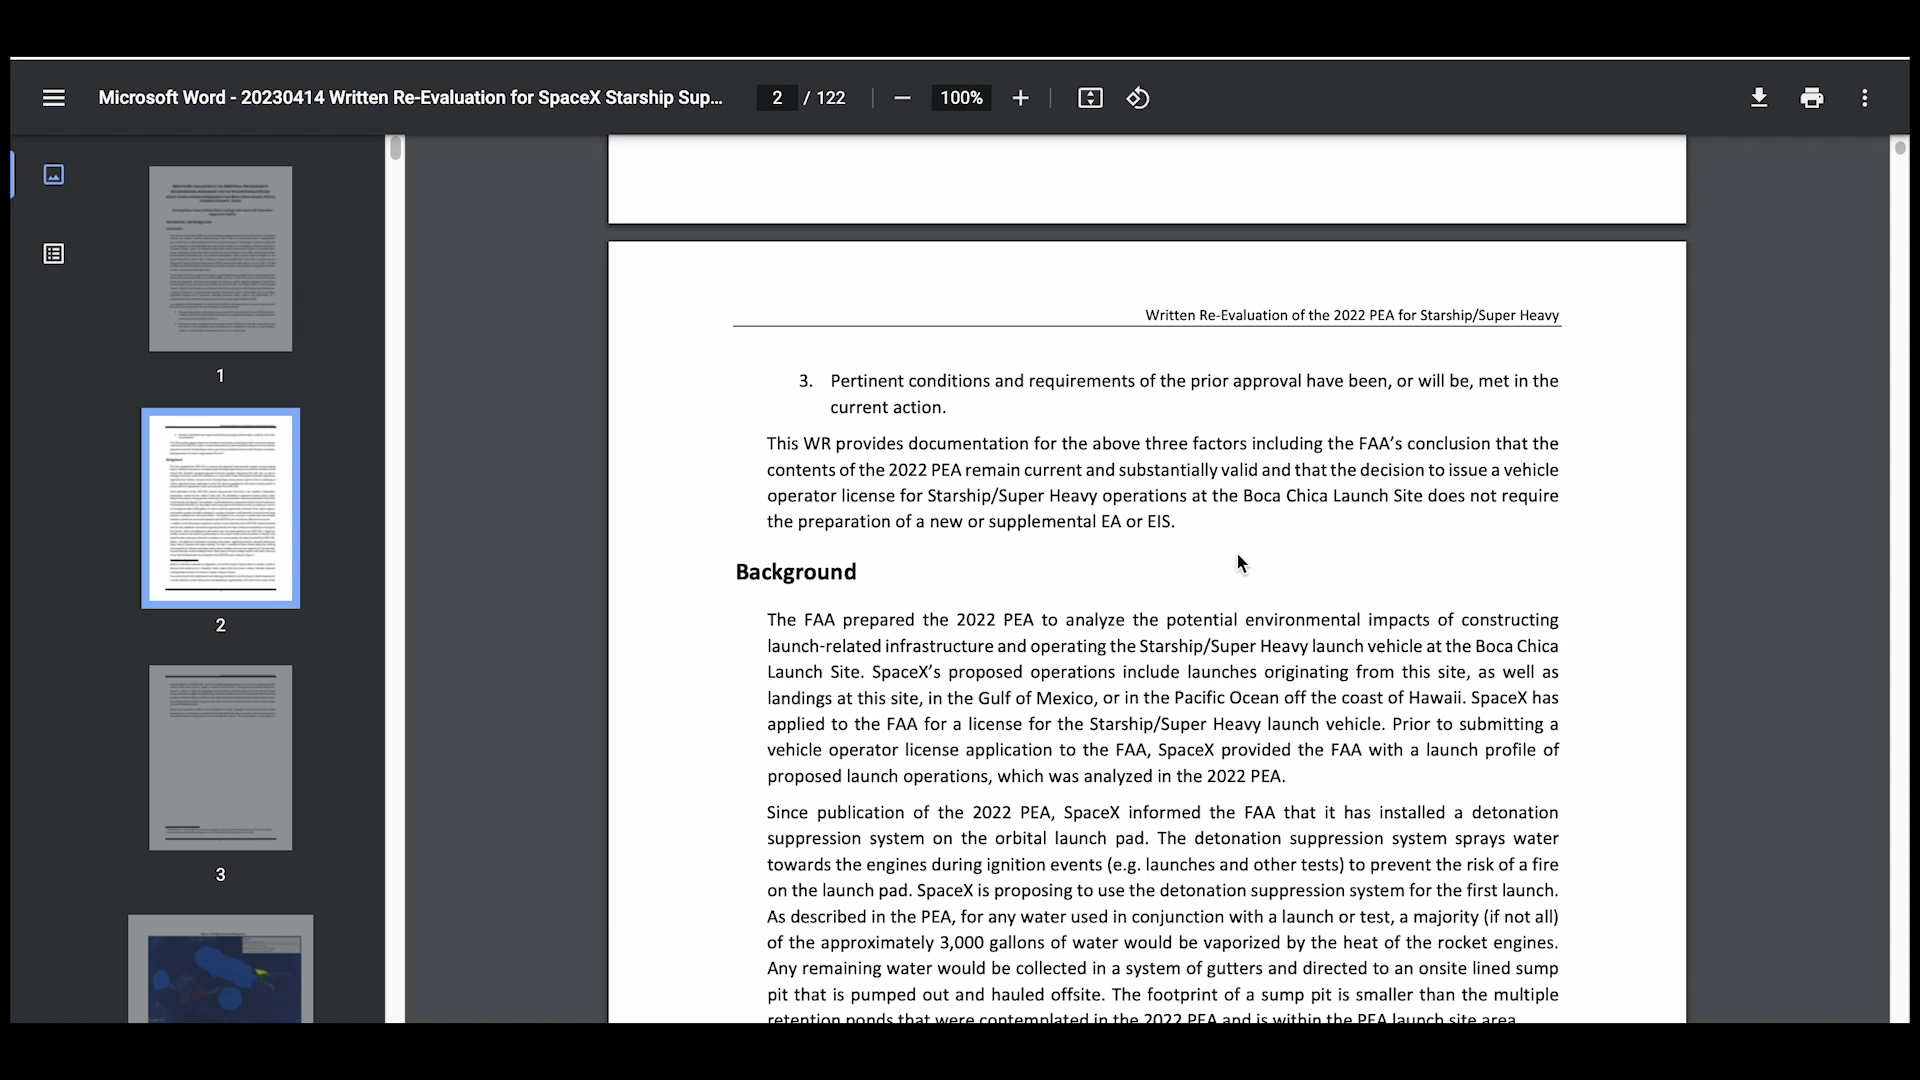 Microsoft Word - 20230414 Written Re-Evaluation for SpaceX Starship Sup... 2 / 122 100%
1
2
3
Written Re-Evaluation of the 2022 PEA for Starship/Super Heavy
3. Pertinent conditions and requirements of the prior approval have been, or will be, met in the
current action.
This WR provides documentation for the above three factors including the FAA's conclusion that the
contents of the 2022 PEA remain current and substantially valid and that the decision to issue a vehicle
operator license for Starship/Super Heavy operations at the Boca Chica Launch Site does not require
the preparation of a new or supplemental EA or EIS.
Background
The FAA prepared the 2022 PEA to analyze the potential environmental impacts of constructing
launch-related infrastructure and operating the Starship/Super Heavy launch vehicle at the Boca Chica
Launch Site. SpaceX's proposed operations include launches originating from this site, as well as
landings at this site, in the Gulf of Mexico, or in the Pacific Ocean off the coast of Hawaii. SpaceX has
applied to the FAA for a license for the Starship/Super Heavy launch vehicle. Prior to submitting a
vehicle operator license application to the FAA, SpaceX provided the FAA with a launch profile of
proposed launch operations, which was analyzed in the 2022 PEA.
Since publication of the 2022 PEA, SpaceX informed the FAA that it has installed a detonation
suppression system on the orbital launch pad. The detonation suppression system sprays water
towards the engines during ignition events (e.g. launches and other tests) to prevent the risk of a fire
on the launch pad. SpaceX is proposing to use the detonation suppression system for the first launch.
As described in the PEA, for any water used in conjunction with a launch or test, a majority (if not all)
of the approximately 3,000 gallons of water would be vaporized by the heat of the rocket engines.
Any remaining water would be collected in a system of gutters and directed to an onsite lined sump
pit that is pumped out and hauled offsite. The footprint of a sump pit is smaller than the multiple
retention ponds that were contemplated in the 2022 PEA and is within the PEA launch site area.